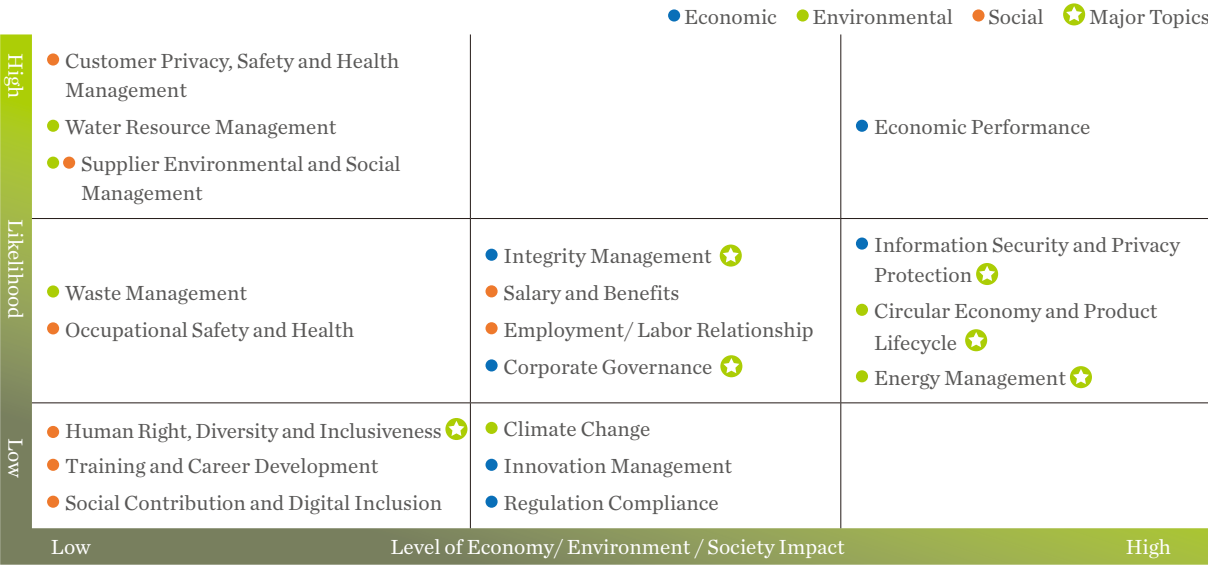 Economic Environmental Social Major Topics
High
Customer Privacy, Safety and Health
Management
Water Resource Management
Supplier Environmental and Social
Management
Economic Performance
Likelihood
Waste Management
Occupational Safety and Health
Integrity Management
Salary and Benefits
Employment/ Labor Relationship
Corporate Governance
Information Security and Privacy
Protection
Circular Economy and Product
Lifecycle
Energy Management
Low
Human Right, Diversity and Inclusiveness
Training and Career Development
Social Contribution and Digital Inclusion
Climate Change
Innovation Management
Regulation Compliance
Low Level of Economy/ Environment / Society Impact High